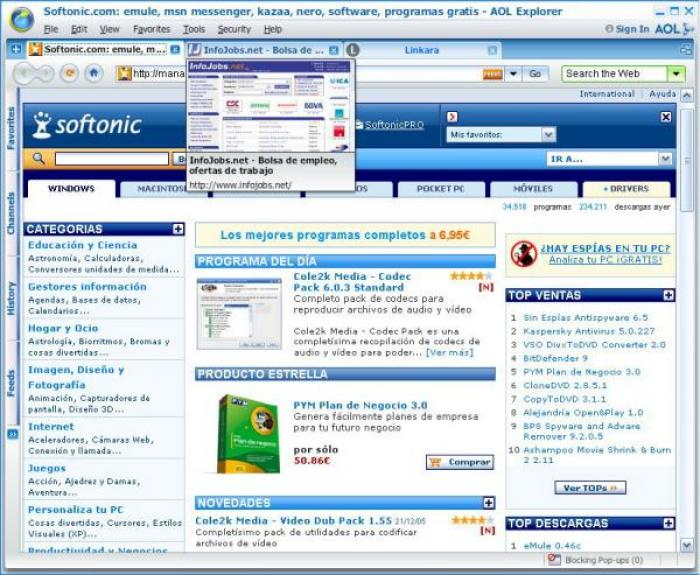 Softonic.com: emule, msn messenger, kazaa, nero, software, programas gratis - AOL Explorer
File Edit View Favorites Tools Security Help
Sign In AOL
Softonic.com: emule, m...
InfoJobs.net - Bolsa de ...
Linkara
http://mana
Go
Search the Web
International | Ayuda
Favorites
Channels
History
Feeds
InfoJobs.net
InfoJobs.net - Bolsa de empleo,
ofertas de trabajo
http://www.infojobs.net/
softonic
SoftonicPRO
Mis favoritos:
IR A...
WINDOWS
MACINTOS
OS
POCKET PC
MÓVILES
+ DRIVERS
34.518 programas 234.211 descargas ayer
CATEGORIAS
Educación y Ciencia
Astronomía, Calculadoras,
Conversores unidades de medida...
Gestores información
Agendas, Bases de datos,
Calendarios...
Hogar y Ocio
Astrología, Biorritmos, Bromas y
cosas divertidas...
Imagen, Diseño y
Fotografía
Animación, Capturadores de
pantalla, Diseño 3D...
Internet
Aceleradores, Cámaras Web,
Conexión y llamada...
Juegos
Acción, Ajedrez y Damas,
Aventura...
Personaliza tu PC
Cosas divertidas, Cursores, Estilos
Visuales (XP)...
Productividad y Negocios
Los mejores programas completos a 6,95€
PROGRAMA DEL DÍA
Cole2k Media - Codec
Pack 6.0.3 Standard
[N]
Completo pack de codecs para
reproducir archivos de audio y vídeo
Cole2k Media - Codec Pack es una
completísima recopilación de codecs de
audio y vídeo para poder... [Ver más]
PRODUCTO ESTRELLA
PYM
Plan de negocio
PYM Plan de Negocio 3.0
Genera fácilmente planes de empresa
para tu futuro negocio
por sólo
50.86€
Comprar
NOVEDADES
Cole2k Media - Video Dub Pack 1.55 21/12/05
Completísimo pack de utilidades para codificar
archivos de vídeo
[N]
¿HAY ESPÍAS EN TU PC?
Analiza tu PC ¡GRATIS!
TOP VENTAS
1 Sin Espías Antispyware 6.5
2 Kaspersky Antivirus 5.0.227
3 VSO DivxToDVD Converter 2.0
4 BitDefender 9
5 PYM Plan de Negocio 3.0
6 CloneDVD 2.8.5.1
7 CopyToDVD 3.1.1
8 Alejandría Open&Play 1.0
9 BPS Spyware and Adware
Remover 9.2.0.5
10 Ashampoo Movie Shrink & Burn
2 2.11
Ver TOPs
TOP DESCARGAS
1 eMule 0.46c
Blocking Pop-ups (0)